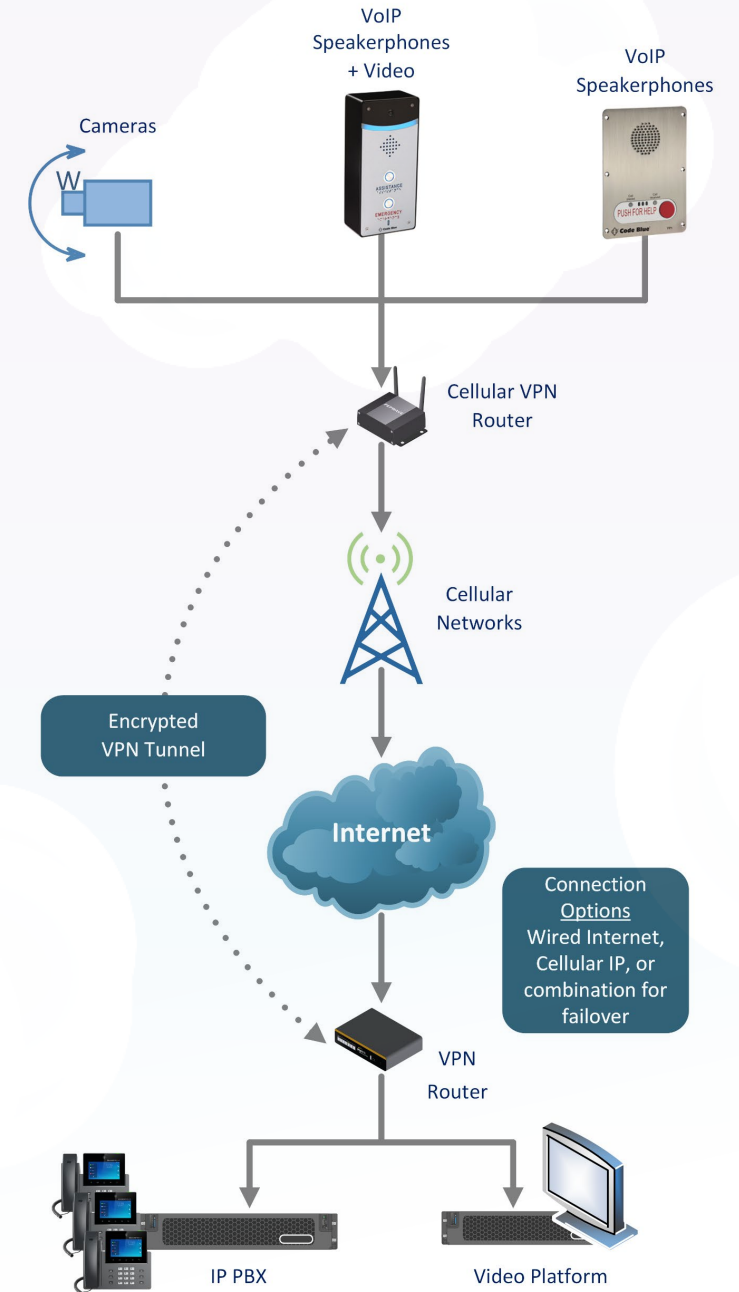 VoIP
Speakerphones
+ Video
VoIP
Speakerphones
Cameras
W
ASSISTANCE
EMERGENCY
Code Blue
PUSH FOR HELP
Code Blue
Cellular VPN
Router
Cellular
Networks
Encrypted
VPN Tunnel
Internet
Connection
Options
Wired Internet,
Cellular IP, or
combination for
failover
VPN
Router
IP PBX
Video Platform